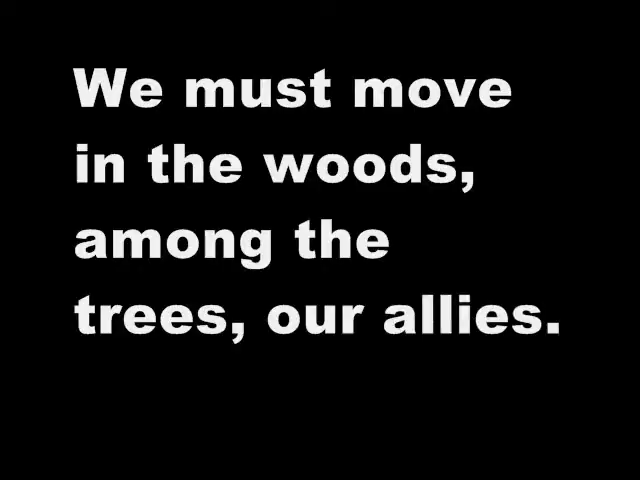 We must move
in the woods,
among the
trees, our allies.